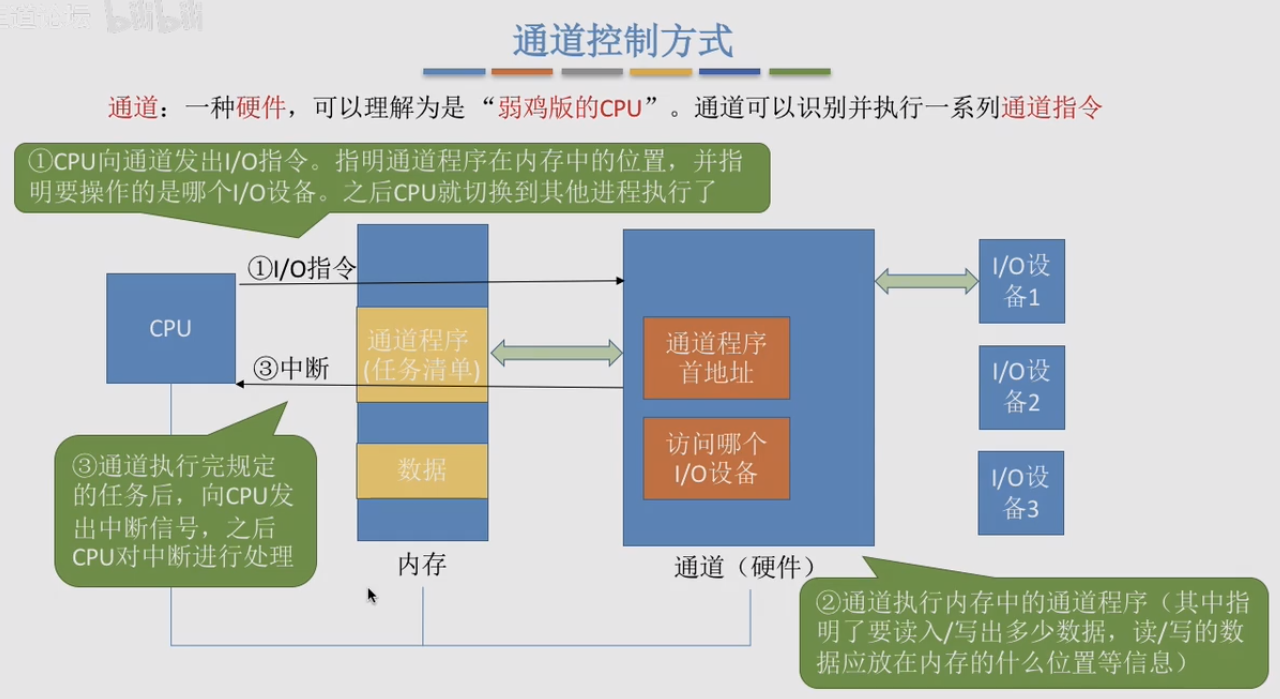 bilibili
通道控制方式
通道：一种硬件，可以理解为是“弱鸡版的CPU”。通道可以识别并执行一系列通道指令
①CPU向通道发出I/O指令。指明通道程序在内存中的位置，并指
明要操作的是哪个I/O设备。之后CPU就切换到其他进程执行了
①I/O指令
CPU
通道程序
(任务清单)
③中断
数据
内存
通道程序
首地址
访问哪个
I/O设备
通道（硬件）
I/O设
备1
I/O设
备2
I/O设
备3
③通道执行完规定
的任务后，向CPU发
出中断信号，之后
CPU对中断进行处理
②通道执行内存中的通道程序（其中指
明了要读入/写出多少数据，读/写的数
据应放在内存的什么位置等信息）